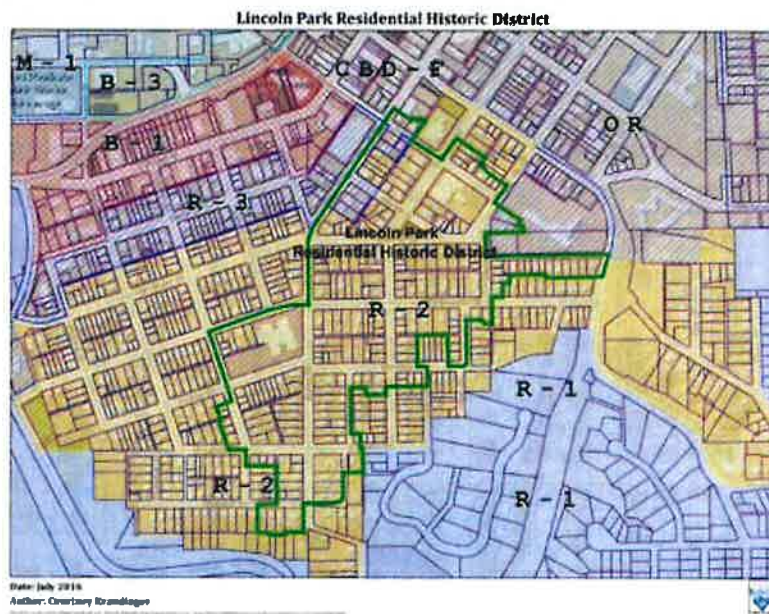 Lincoln Park Residential Historic District
M - 1
B - 3
C B D - f
O R
B - 1
R - 3
Lincoln Park
Residential Historic District
R - 2
R - 1
R - 2
R - 1
Date: July 2016